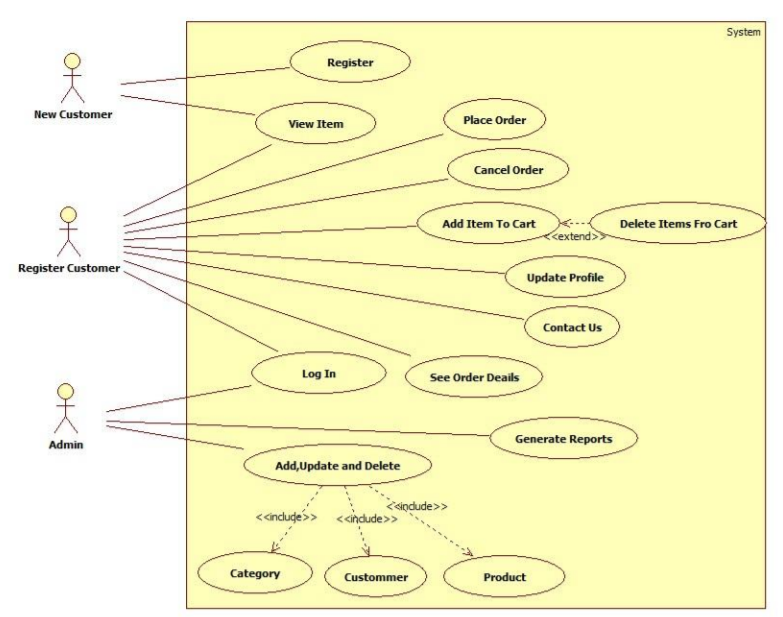 System
Register
New Customer
View Item
Place Order
Cancel Order
Add Item To Cart
<<extend>>
Delete Items Fro Cart
Register Customer
Update Profile
Contact Us
Log In
See Order Deails
Admin
Generate Reports
Add,Update and Delete
<<include>>
<<include>>
<<include>>
Category
Custommer
Product